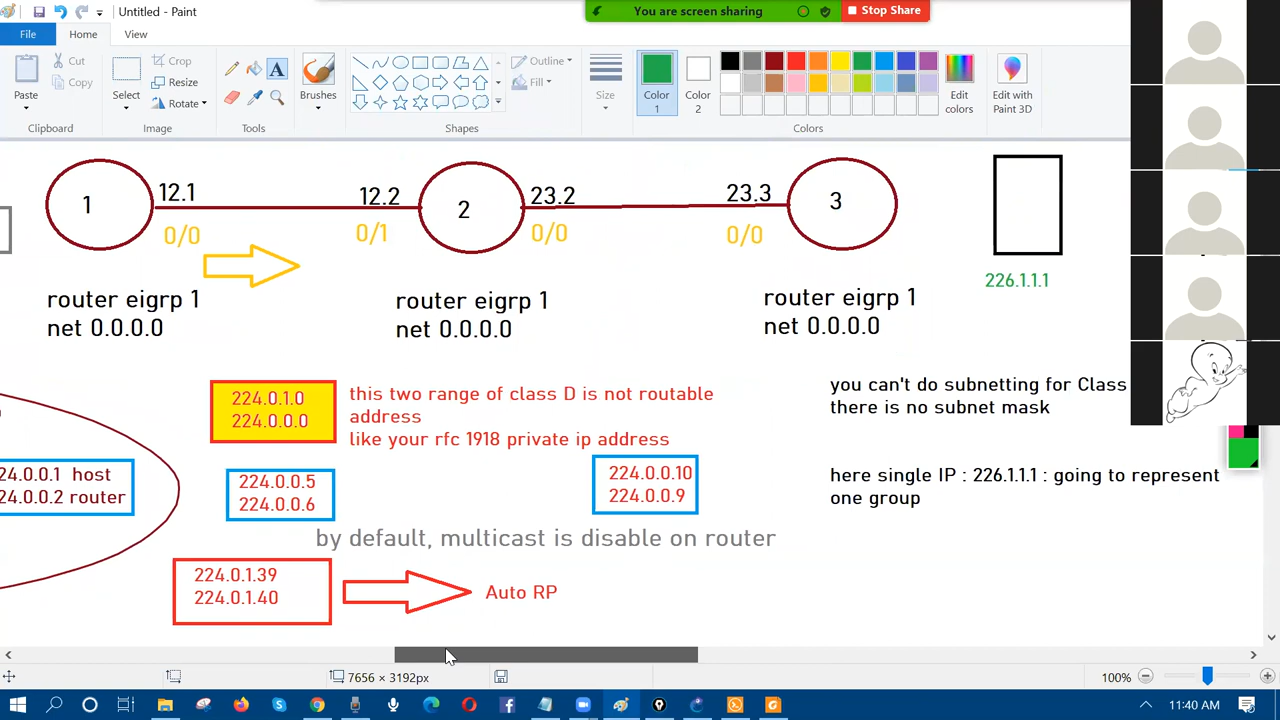 Untitled - Paint
You are screen sharing
Stop Share
File
Home
View
Paste
Cut
Copy
Clipboard
Select
Crop
Resize
Rotate
Image
Tools
Brushes
Shapes
Outline
Fill
Size
Color 1
Color 2
Edit colors
Edit with Paint 3D
Colors
1
12.1
12.2
2
23.2
23.3
3
0/0
0/1
0/0
0/0
226.1.1.1
router eigrp 1
net 0.0.0.0
router eigrp 1
net 0.0.0.0
router eigrp 1
net 0.0.0.0
224.0.1.0
224.0.0.0
this two range of class D is not routable
address
like your rfc 1918 private ip address
you can't do subnetting for Class
there is no subnet mask
24.0.0.1 host
24.0.0.2 router
224.0.0.5
224.0.0.6
224.0.0.10
224.0.0.9
here single IP : 226.1.1.1 : going to represent
one group
by default, multicast is disable on router
224.0.1.39
224.0.1.40
Auto RP
7656 × 3192px
100%
11:40 AM